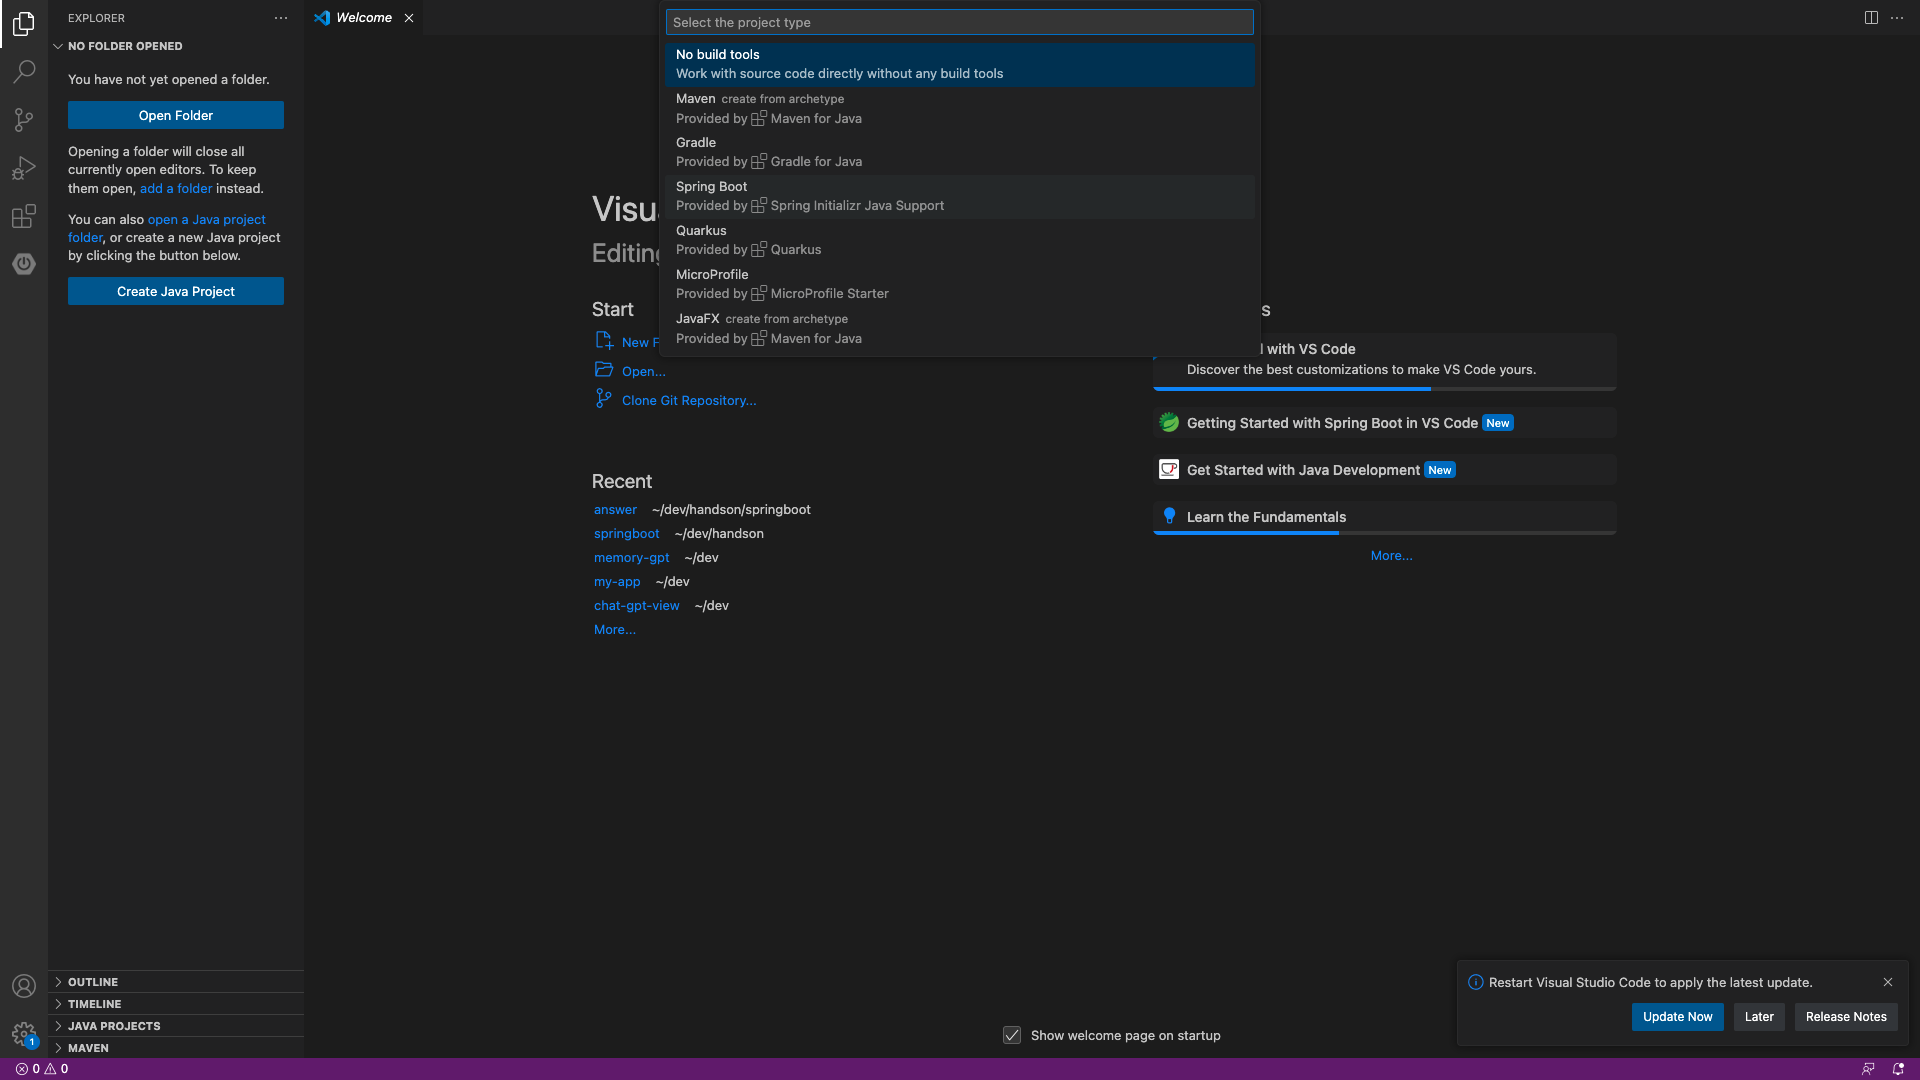 EXPLORER
NO FOLDER OPENED
You have not yet opened a folder.
Open Folder
Opening a folder will close all
currently open editors. To keep
them open, add a folder instead.
You can also open a Java project
folder, or create a new Java project
by clicking the button below.
Create Java Project
OUTLINE
TIMELINE
JAVA PROJECTS
MAVEN
1
0 0
Welcome
Select the project type
No build tools
Work with source code directly without any build tools
Maven create from archetype
Provided by Maven for Java
Gradle
Provided by Gradle for Java
Spring Boot
Provided by Spring Initializr Java Support
Quarkus
Provided by Quarkus
MicroProfile
Provided by MicroProfile Starter
JavaFX create from archetype
Provided by Maven for Java
Visu
Editing
Start
New F
Open...
Clone Git Repository...
Recent
answer ~/dev/handson/springboot
springboot ~/dev/handson
memory-gpt ~/dev
my-app ~/dev
chat-gpt-view ~/dev
More...
s
d with VS Code
Discover the best customizations to make VS Code yours.
Getting Started with Spring Boot in VS Code New
Get Started with Java Development New
Learn the Fundamentals
More...
Show welcome page on startup
Restart Visual Studio Code to apply the latest update.
Update Now
Later
Release Notes